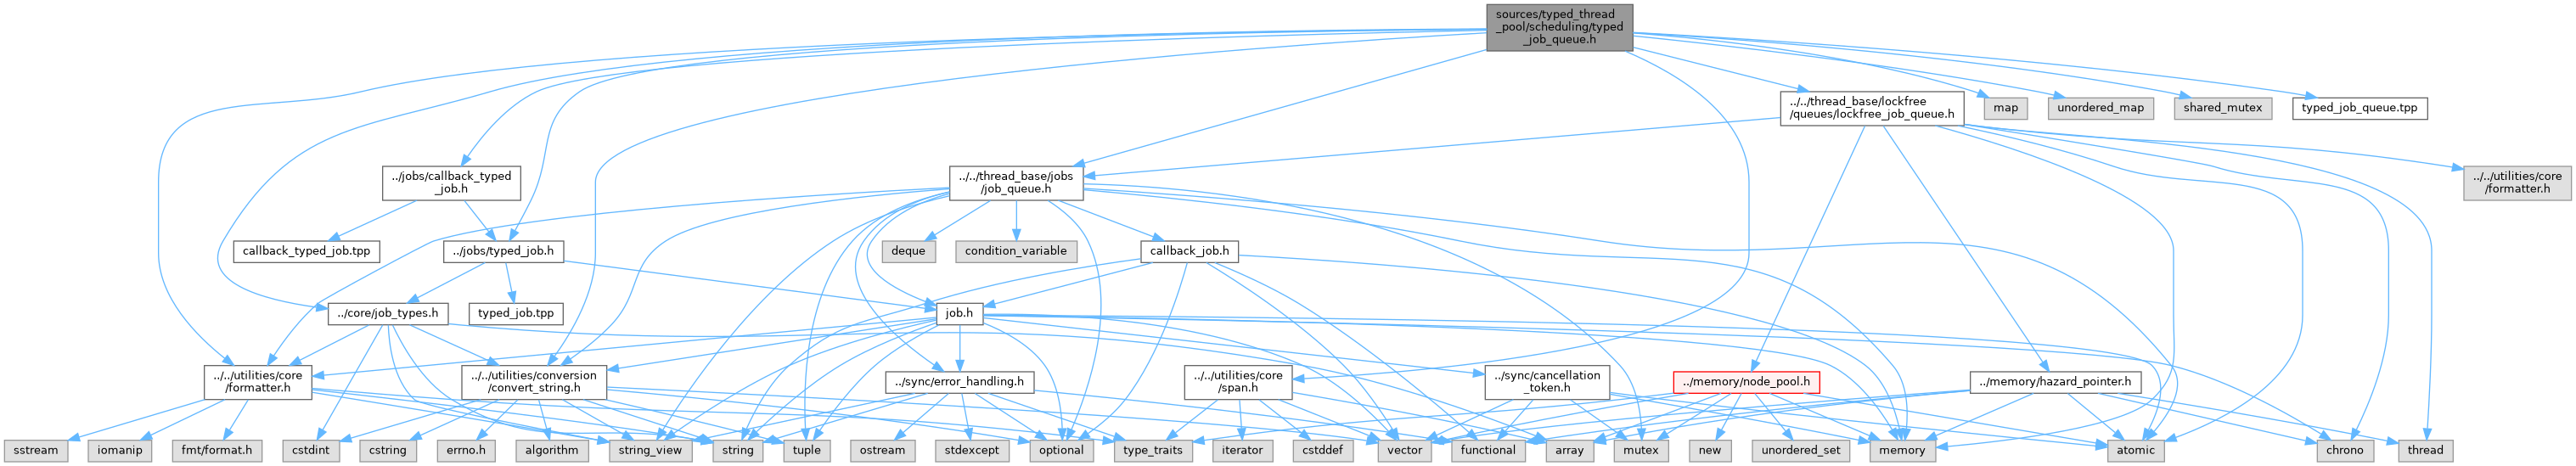 sources/typed_thread
_pool/scheduling/typed
_job_queue.h
../../thread_base/lockfree
/queues/lockfree_job_queue.h
map
unordered_map
shared_mutex
typed_job_queue.tpp
../jobs/callback_typed
_job.h
../../thread_base/jobs
/job_queue.h
../../utilities/core
/formatter.h
callback_typed_job.tpp
../jobs/typed_job.h
deque
condition_variable
callback_job.h
../core/job_types.h
typed_job.tpp
job.h
../../utilities/core
/formatter.h
../../utilities/conversion
/convert_string.h
../sync/error_handling.h
../../utilities/core
/span.h
../sync/cancellation
_token.h
../memory/node_pool.h
../memory/hazard_pointer.h
sstream
iomanip
fmt/format.h
cstdint
cstring
errno.h
algorithm
string_view
string
tuple
ostream
stdexcept
optional
type_traits
iterator
cstddef
vector
functional
array
mutex
new
unordered_set
memory
atomic
chrono
thread